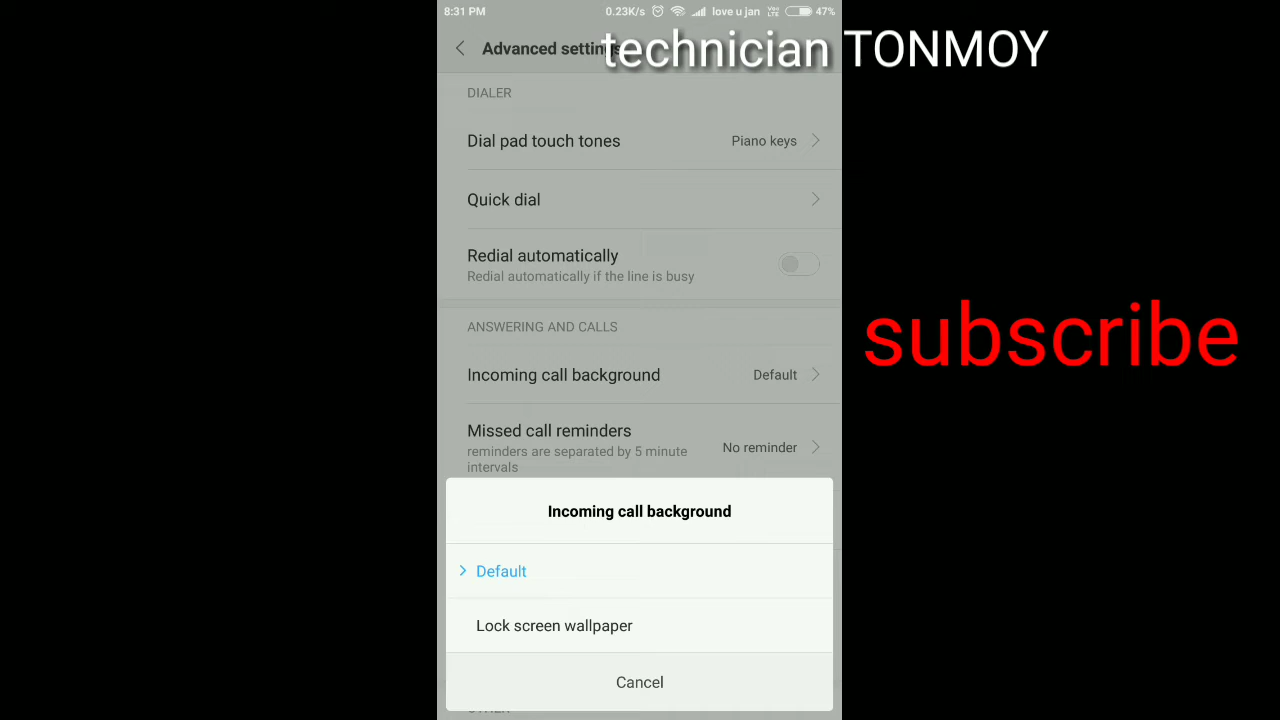 8:31 PM 0.23K/s love u jan Vo LTE 47%
Advanced settings
technician TONMOY
DIALER
Dial pad touch tones Piano keys
Quick dial
Redial automatically
Redial automatically if the line is busy
subscribe
ANSWERING AND CALLS
Incoming call background Default
Missed call reminders
reminders are separated by 5 minute No reminder
intervals
Incoming call background
Default
Lock screen wallpaper
Cancel